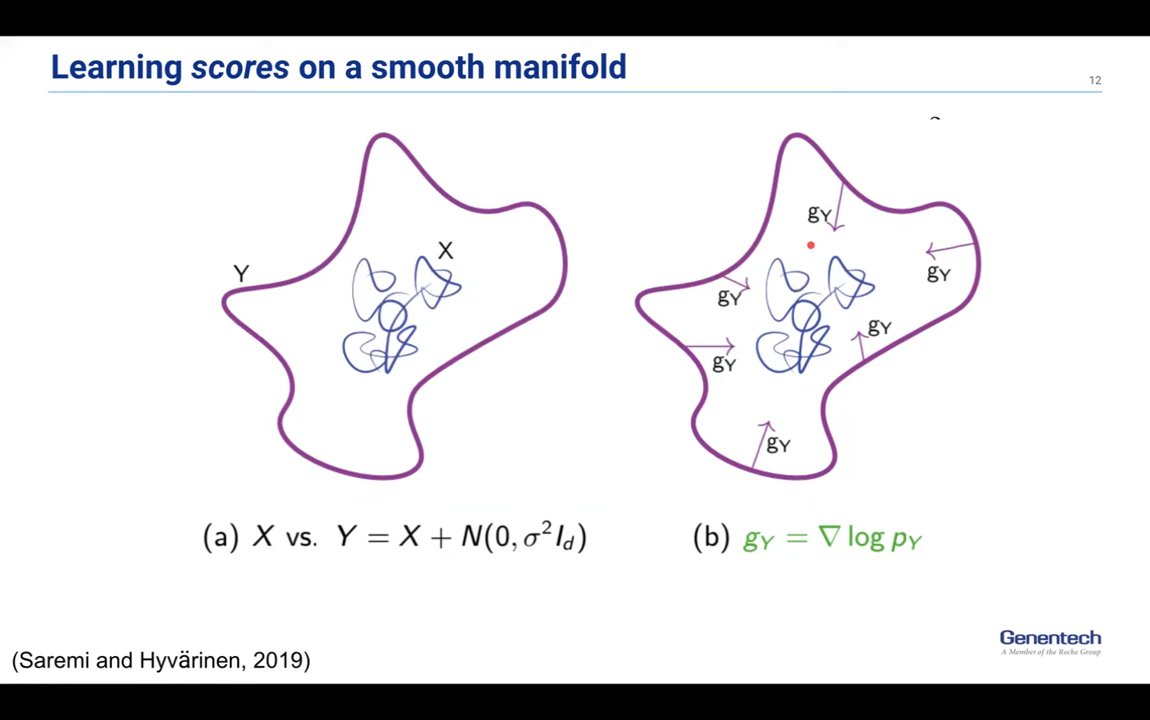 Learning scores on a smooth manifold
12
Y
X
gY
gY
gY
gY
gY
gY
(a) X vs. Y = X + N(0, σ²I_d)
(b) gY = ∇ log pY
Genentech
A Member of the Roche Group
(Saremi and Hyvärinen, 2019)